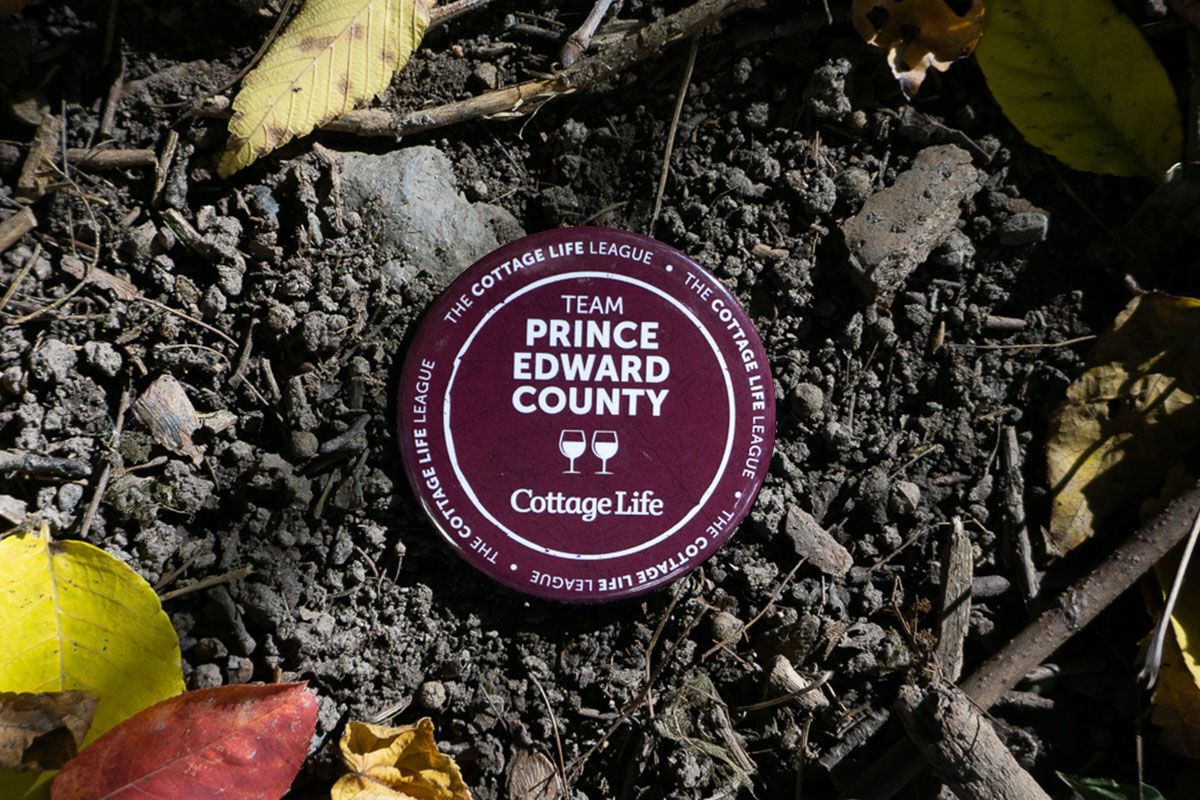 THE COTTAGE LIFE LEAGUE • THE COTTAGE LIFE LEAGUE • THE COTTAGE LIFE LEAGUE • THE COTTAGE LIFE LEAGUE
TEAM
PRINCE
EDWARD
COUNTY
Cottage Life